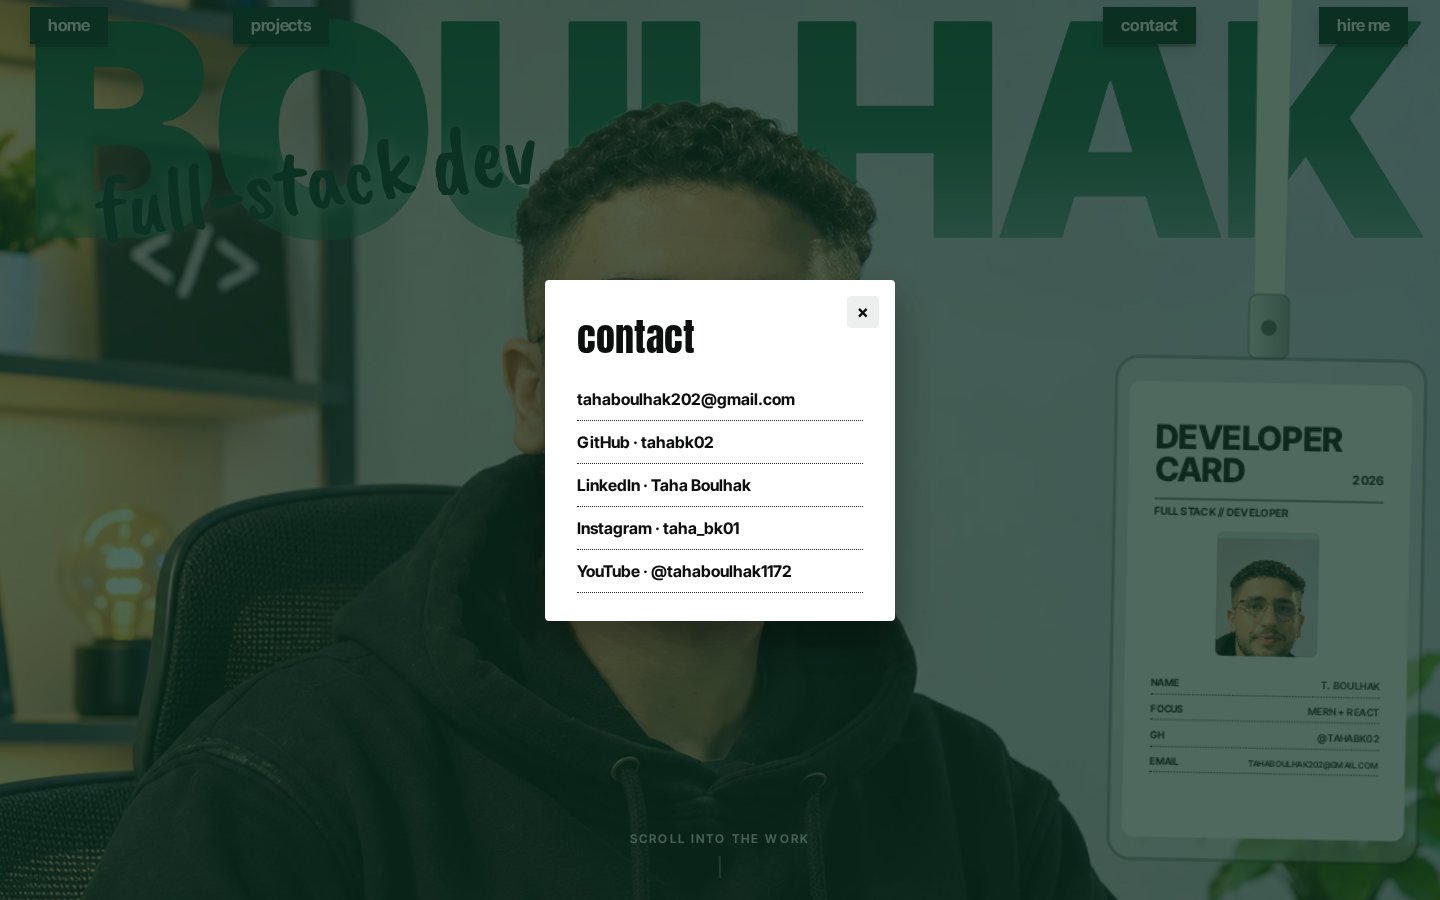 home
projects
contact
hire me
BOULHAK
full-stack dev
</>
contact
×
tahaboulhak202@gmail.com
GitHub · tahabk02
LinkedIn · Taha Boulhak
Instagram · taha_bk01
YouTube · @tahaboulhak1172
DEVELOPER
CARD 2026
FULL STACK // DEVELOPER
NAME T. BOULHAK
FOCUS MERN + REACT
GH @TAHABK02
EMAIL TAHABOULHAK202@GMAIL.COM
SCROLL INTO THE WORK